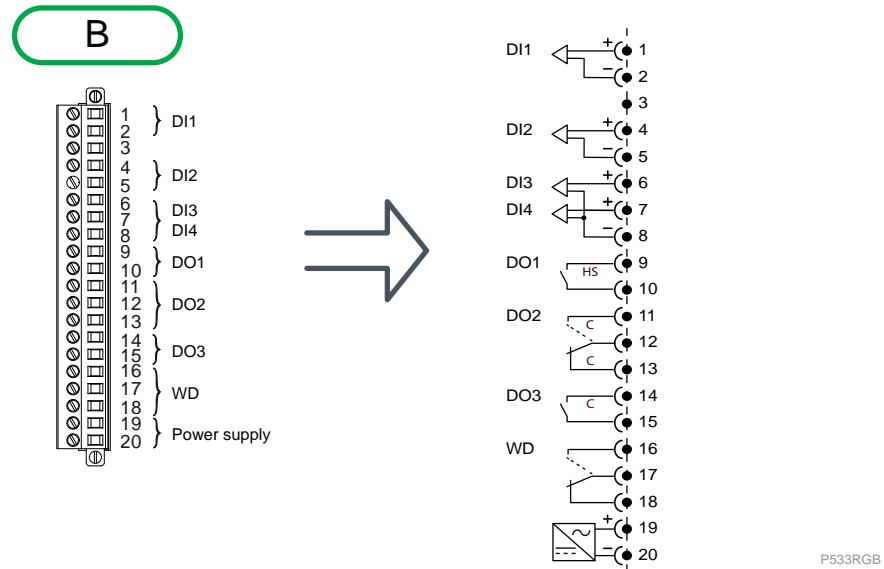 B
1
2
DI1
3
4
5
DI2
6
7
8
DI3
DI4
9
10
DO1
11
12
13
DO2
14
15
DO3
16
17
18
WD
19
20
Power supply
DI1 + 1
− 2
3
DI2 + 4
− 5
DI3 + 6
DI4 + 7
− 8
DO1 9
HS
10
DO2 11
C
12
C
13
DO3 14
C
15
WD 16
17
18
+ 19
− 20
P533RGB